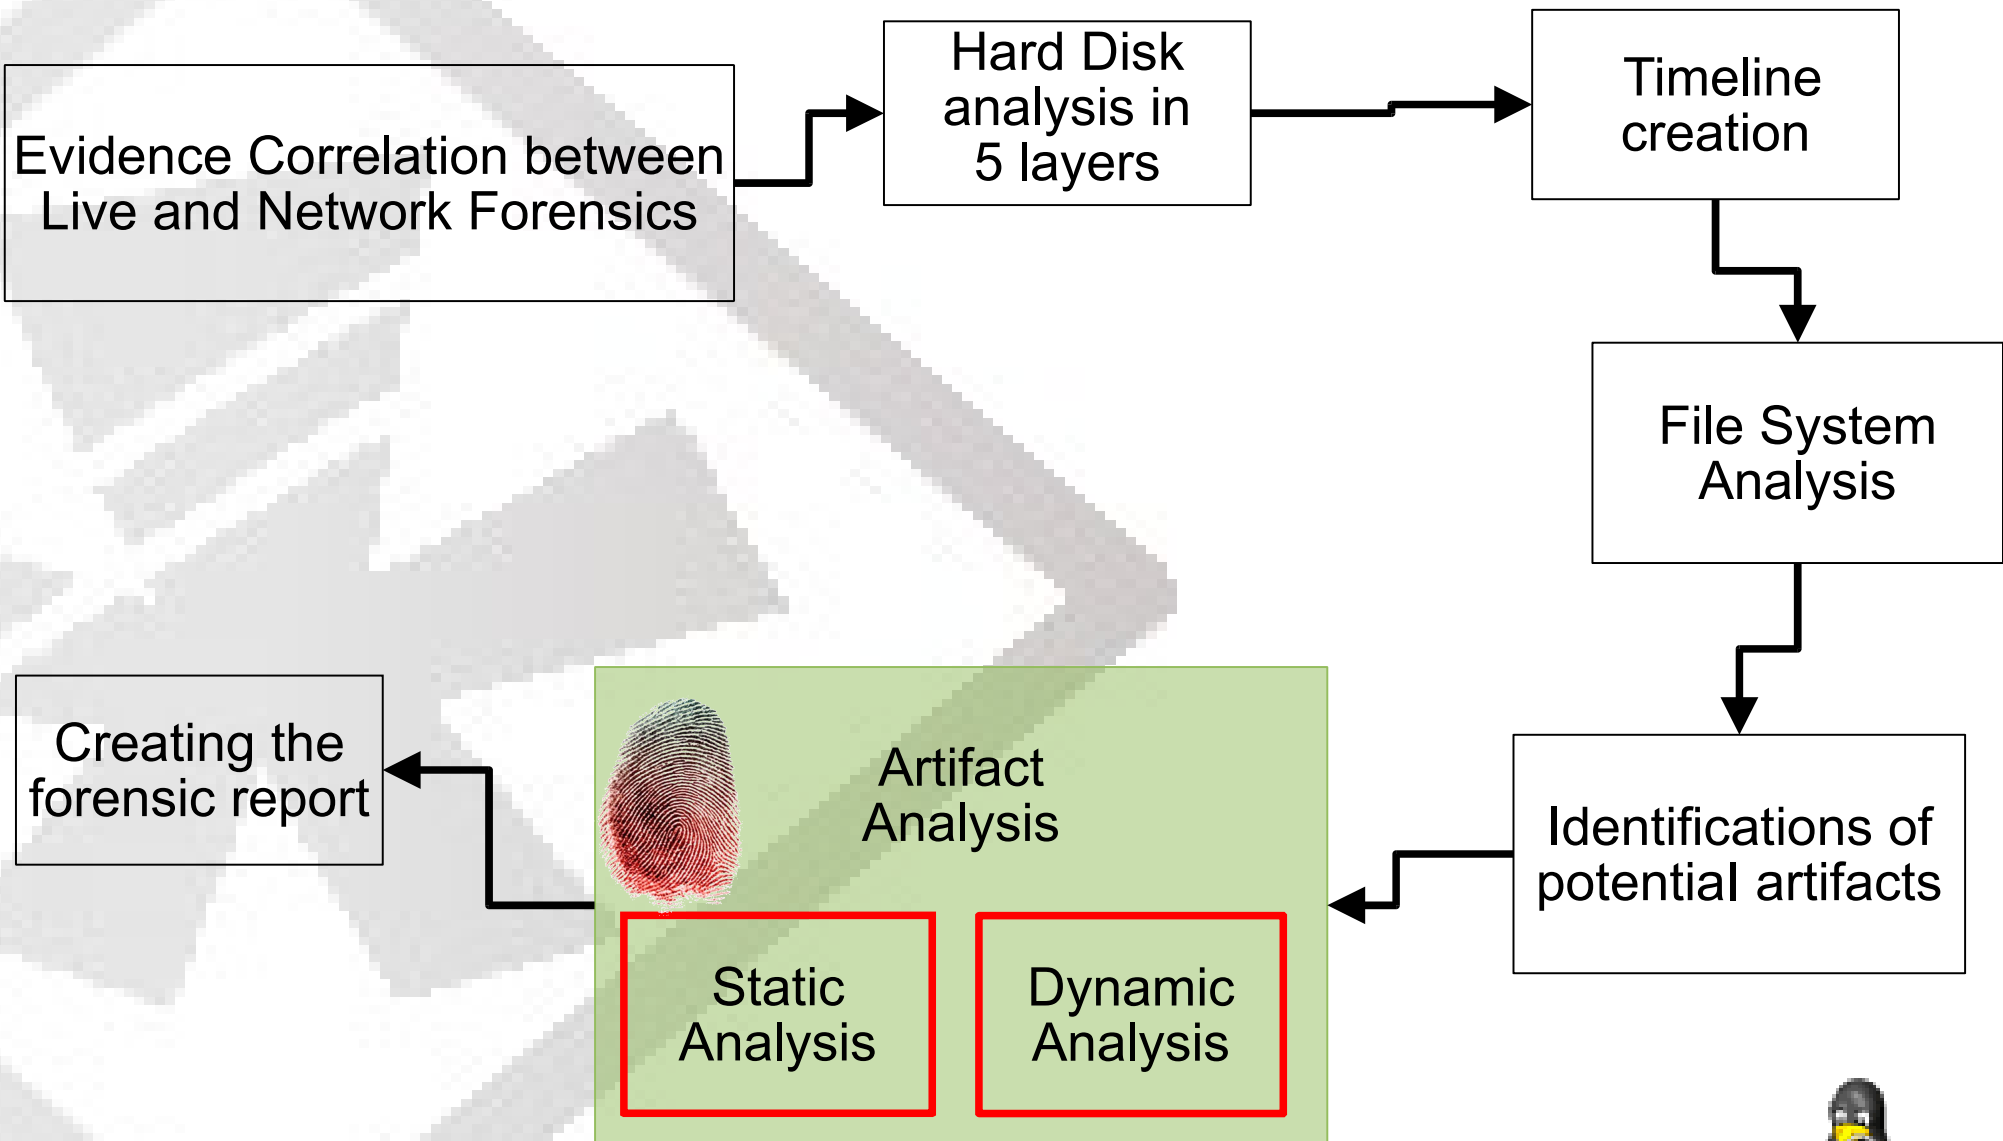 Evidence Correlation between
Live and Network Forensics
Hard Disk
analysis in
5 layers
Timeline
creation
File System
Analysis
Identifications of
potential artifacts
Artifact
Analysis
Static
Analysis
Dynamic
Analysis
Creating the
forensic report